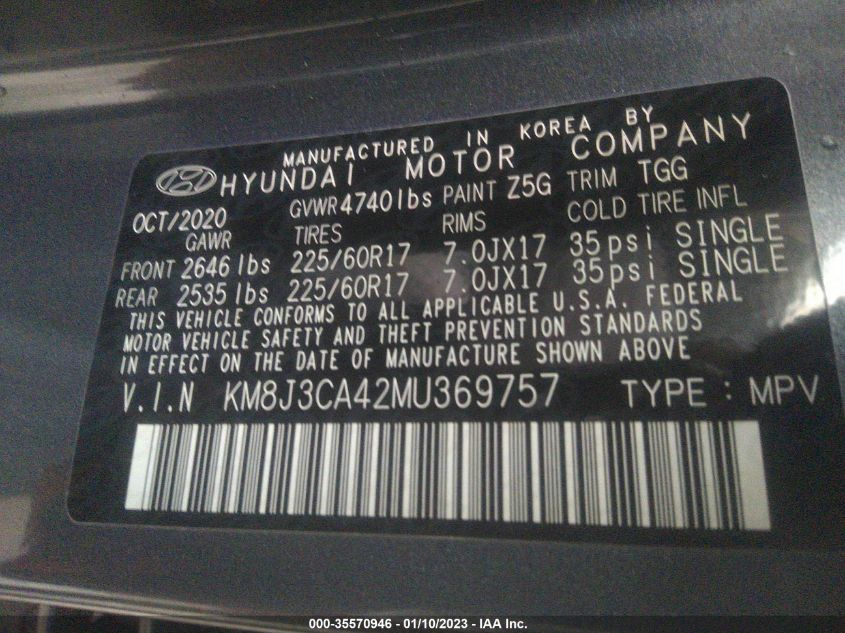 MANUFACTURED IN KOREA BY
HYUNDAI MOTOR COMPANY
OCT/2020 GVWR 4740lbs PAINT Z5G TRIM TGG
GAWR TIRES RIMS COLD TIRE INFL
FRONT 2646 lbs 225/60R17 7.0JX17 35psi SINGLE
REAR 2535 lbs 225/60R17 7.0JX17 35psi SINGLE
THIS VEHICLE CONFORMS TO ALL APPLICABLE U.S.A. FEDERAL
MOTOR VEHICLE SAFETY AND THEFT PREVENTION STANDARDS
IN EFFECT ON THE DATE OF MANUFACTURE SHOWN ABOVE
V.I.N KM8J3CA42MU369757 TYPE : MPV
000-35570946 - 01/10/2023 - IAA Inc.